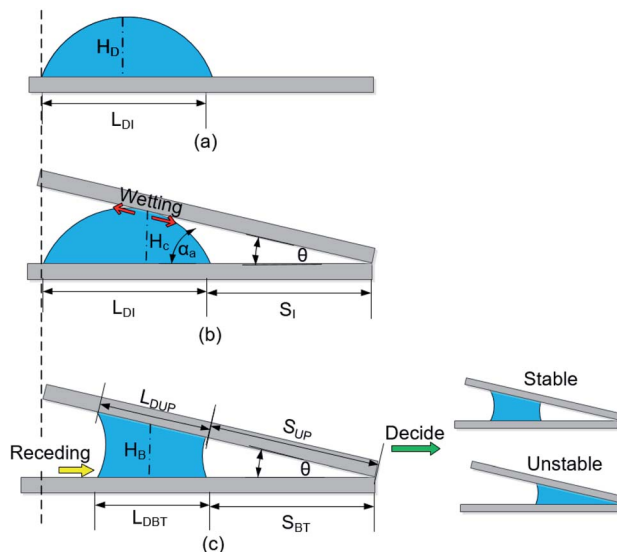 H_D
L_DI
(a)
Wetting
H_c
α_a
θ
L_DI
S_I
(b)
L_DUP
S_UP
Stable
Receding
H_B
θ
Decide
Unstable
L_DBT
S_BT
(c)